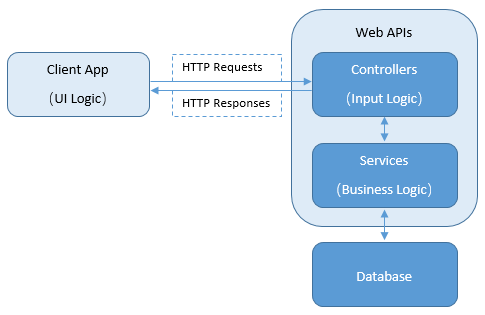 Web APIs
Client App
(UI Logic)
HTTP Requests
HTTP Responses
Controllers
(Input Logic)
Services
(Business Logic)
Database